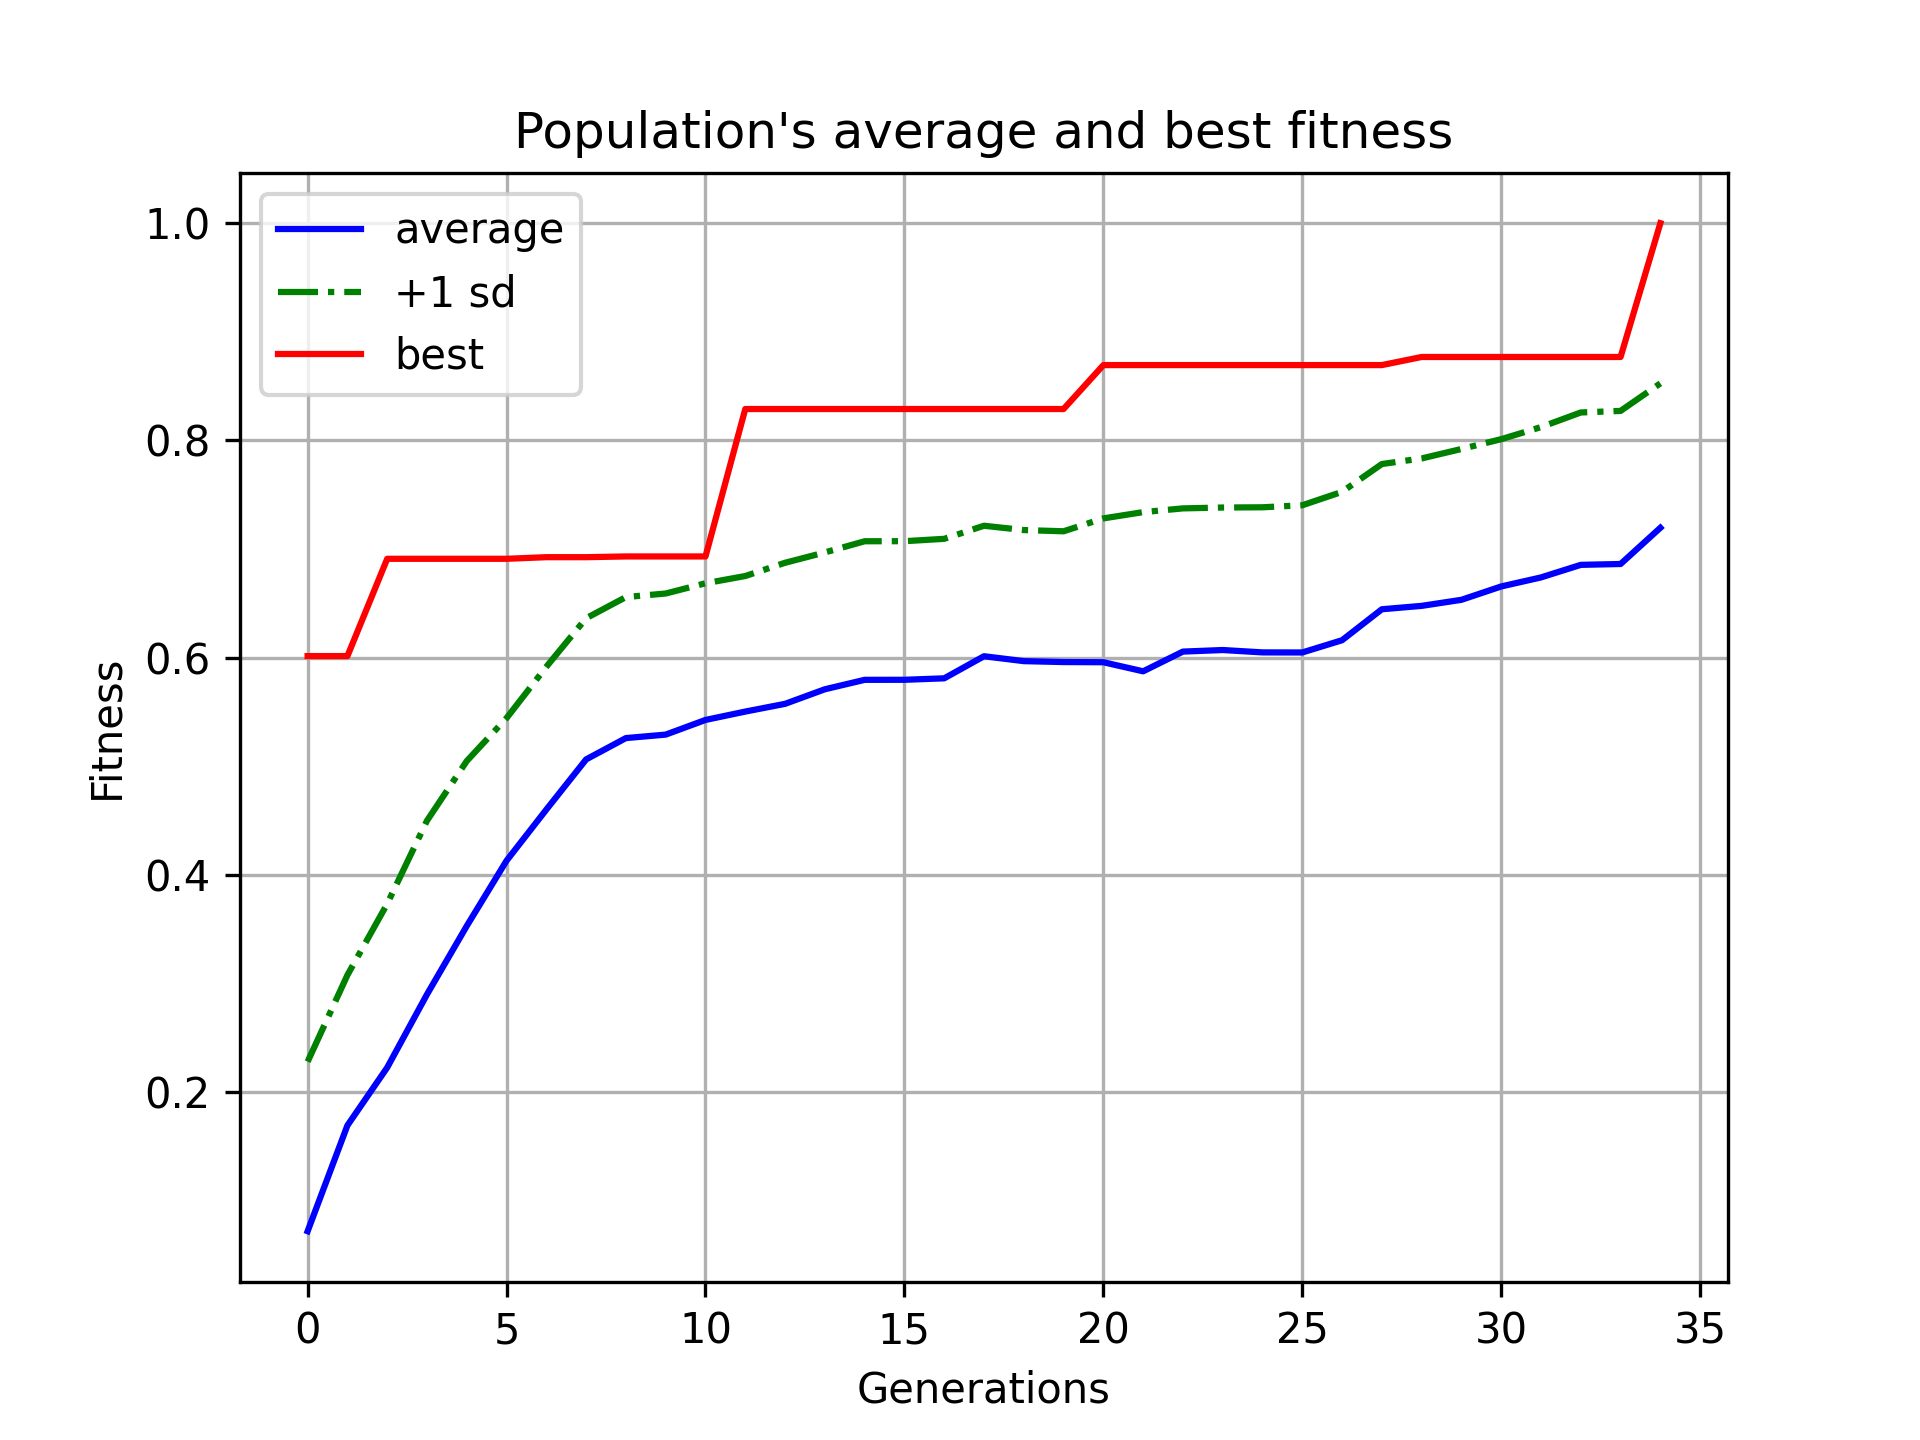 Population's average and best fitness
average
+1 sd
best
1.0
0.8
0.6
0.4
0.2
Fitness
0 5 10 15 20 25 30 35
Generations